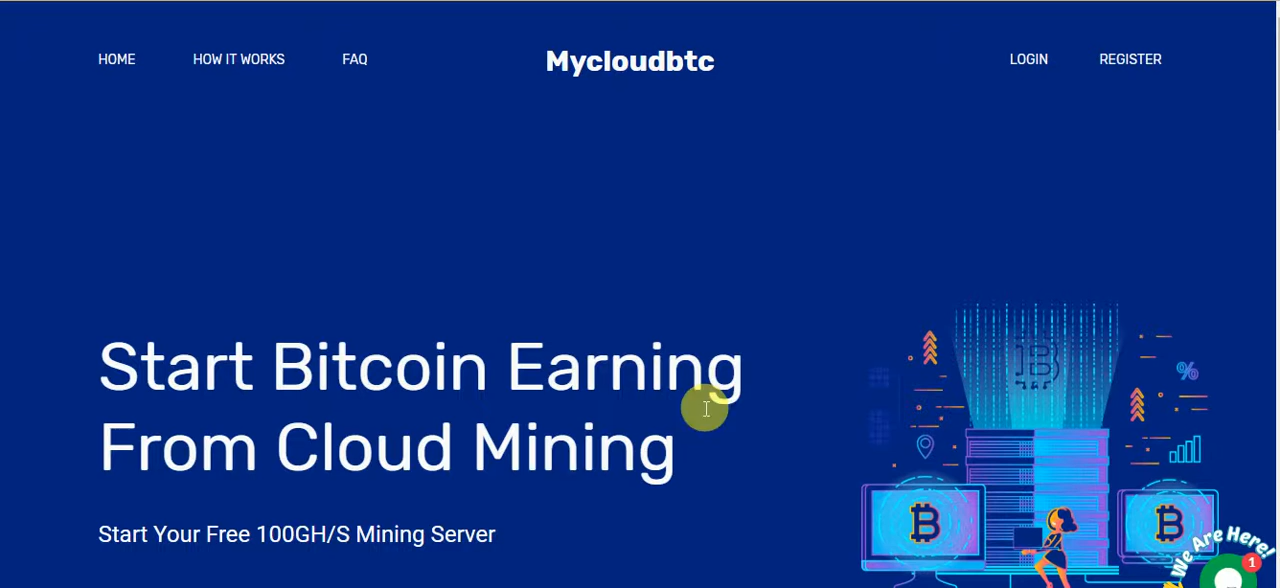 HOME HOW IT WORKS FAQ Mycloudbtc LOGIN REGISTER
Start Bitcoin Earning
From Cloud Mining
Start Your Free 100GH/S Mining Server
%
We Are Here!
1